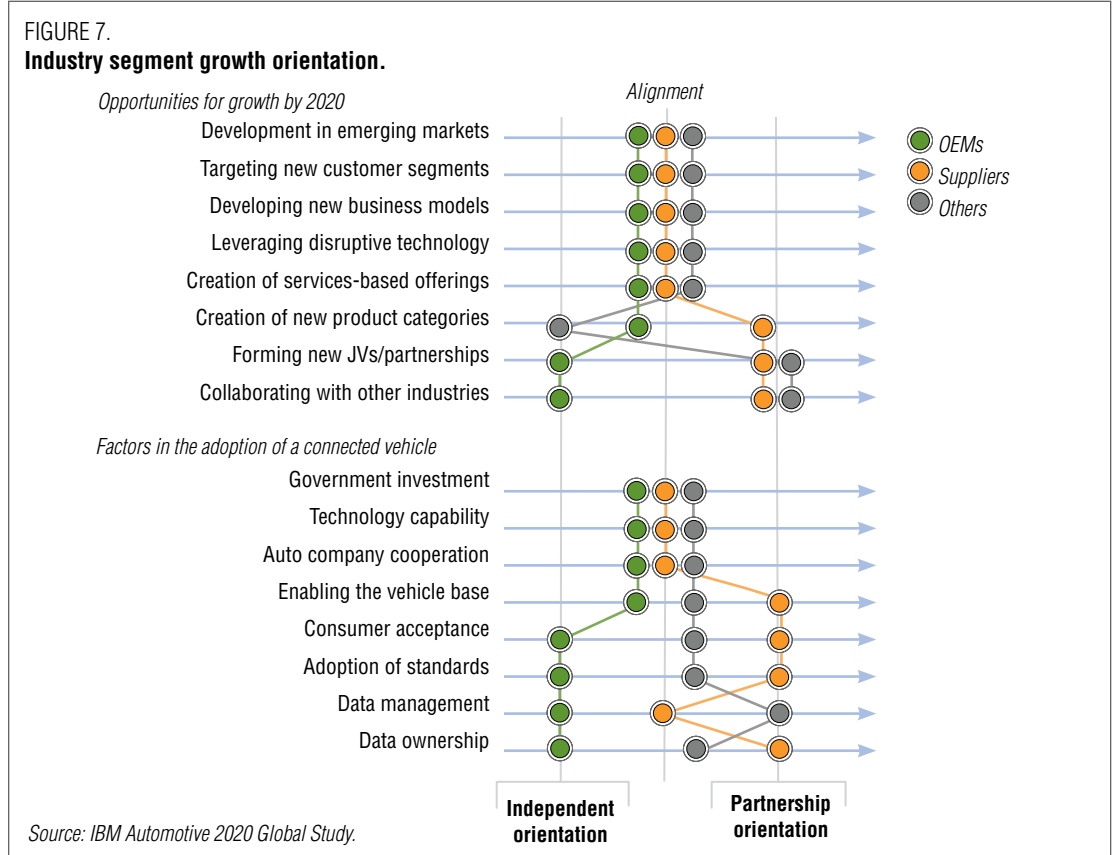 FIGURE 7.
Industry segment growth orientation.
Opportunities for growth by 2020
Alignment
Development in emerging markets
Targeting new customer segments
Developing new business models
Leveraging disruptive technology
Creation of services-based offerings
Creation of new product categories
Forming new JVs/partnerships
Collaborating with other industries
OEMs
Suppliers
Others
Factors in the adoption of a connected vehicle
Government investment
Technology capability
Auto company cooperation
Enabling the vehicle base
Consumer acceptance
Adoption of standards
Data management
Data ownership
Independent
orientation
Partnership
orientation
Source: IBM Automotive 2020 Global Study.